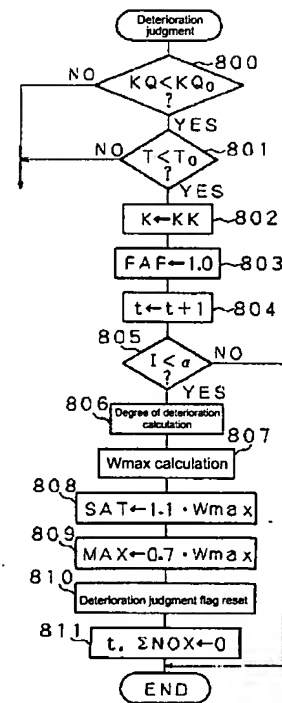 Deterioration
judgment
800
NO
KQ<KQ₀
?
YES
801
NO
T<T₀
?
YES
K←KK
802
FAF←1.0
803
t←t+1
804
805
I<α
?
NO
YES
806
Degree of deterioration
calculation
807
Wmax calculation
808
SAT←1.1·Wmax
809
MAX←0.7·Wmax
810
Deterioration judgment flag reset
811
t, ΣNOX←0
END